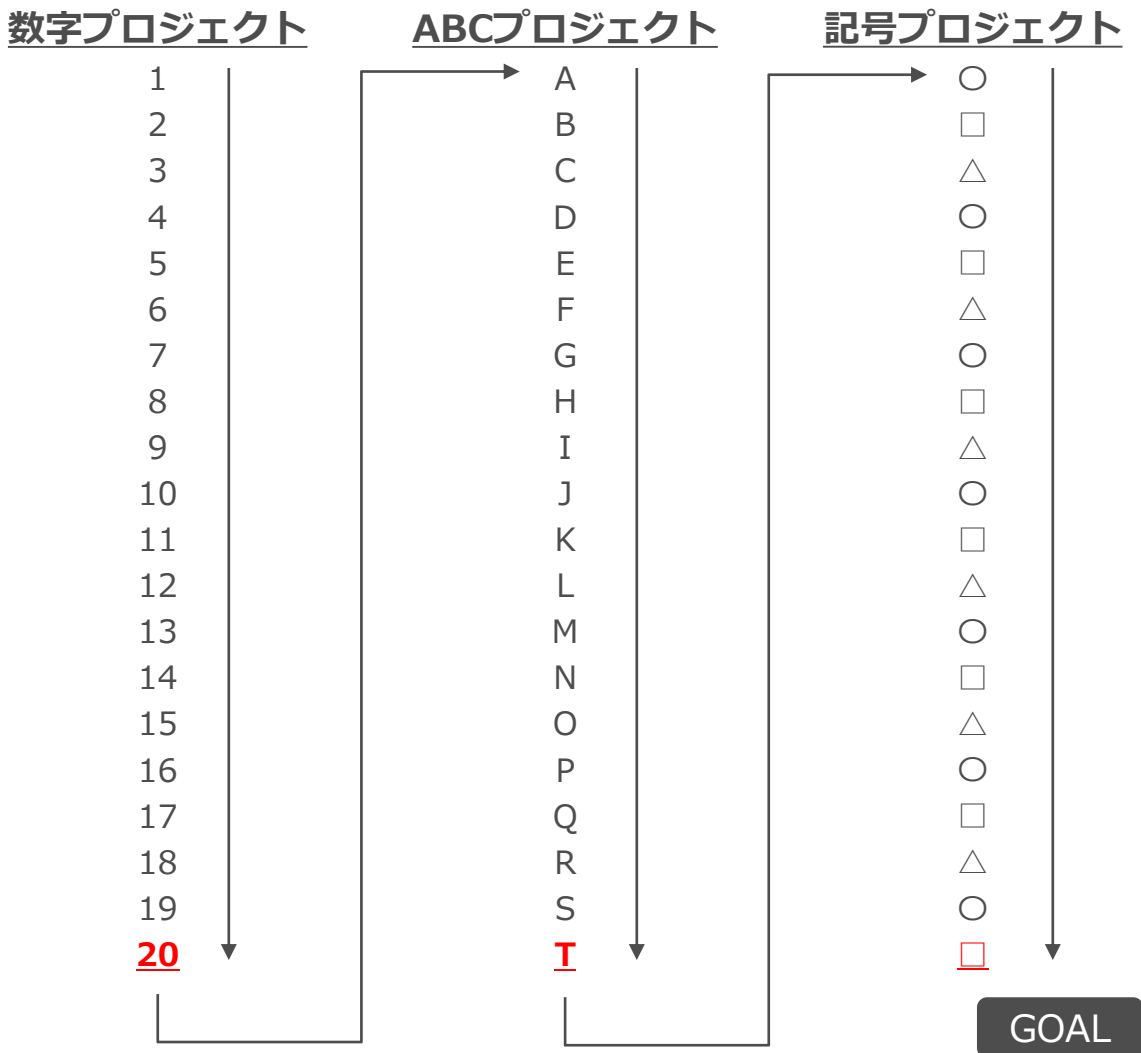 数字プロジェクト ABCプロジェクト 記号プロジェクト
1 A 〇
2 B □
3 C △
4 D 〇
5 E □
6 F △
7 G 〇
8 H □
9 I △
10 J 〇
11 K □
12 L △
13 M 〇
14 N □
15 O △
16 P 〇
17 Q □
18 R △
19 S 〇
20 T □
GOAL